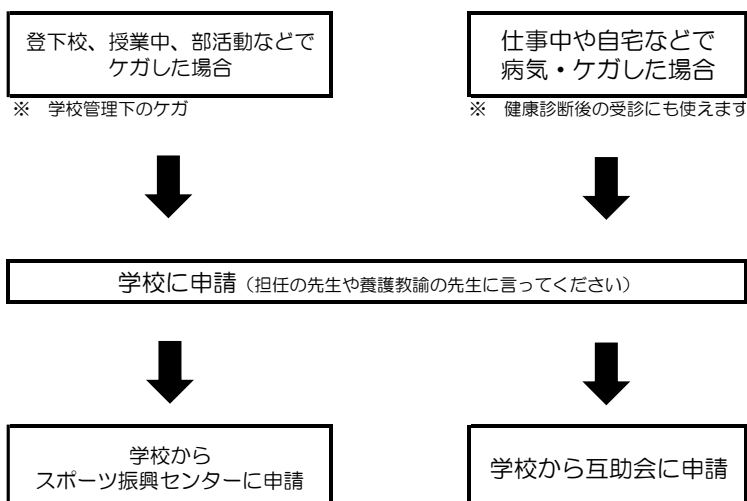 登下校、授業中、部活動などで
ケガした場合
※　学校管理下のケガ
仕事中や自宅などで
病気・ケガした場合
※　健康診断後の受診にも使えます
学校に申請（担任の先生や養護教諭の先生に言ってください）
学校から
スポーツ振興センターに申請
学校から互助会に申請